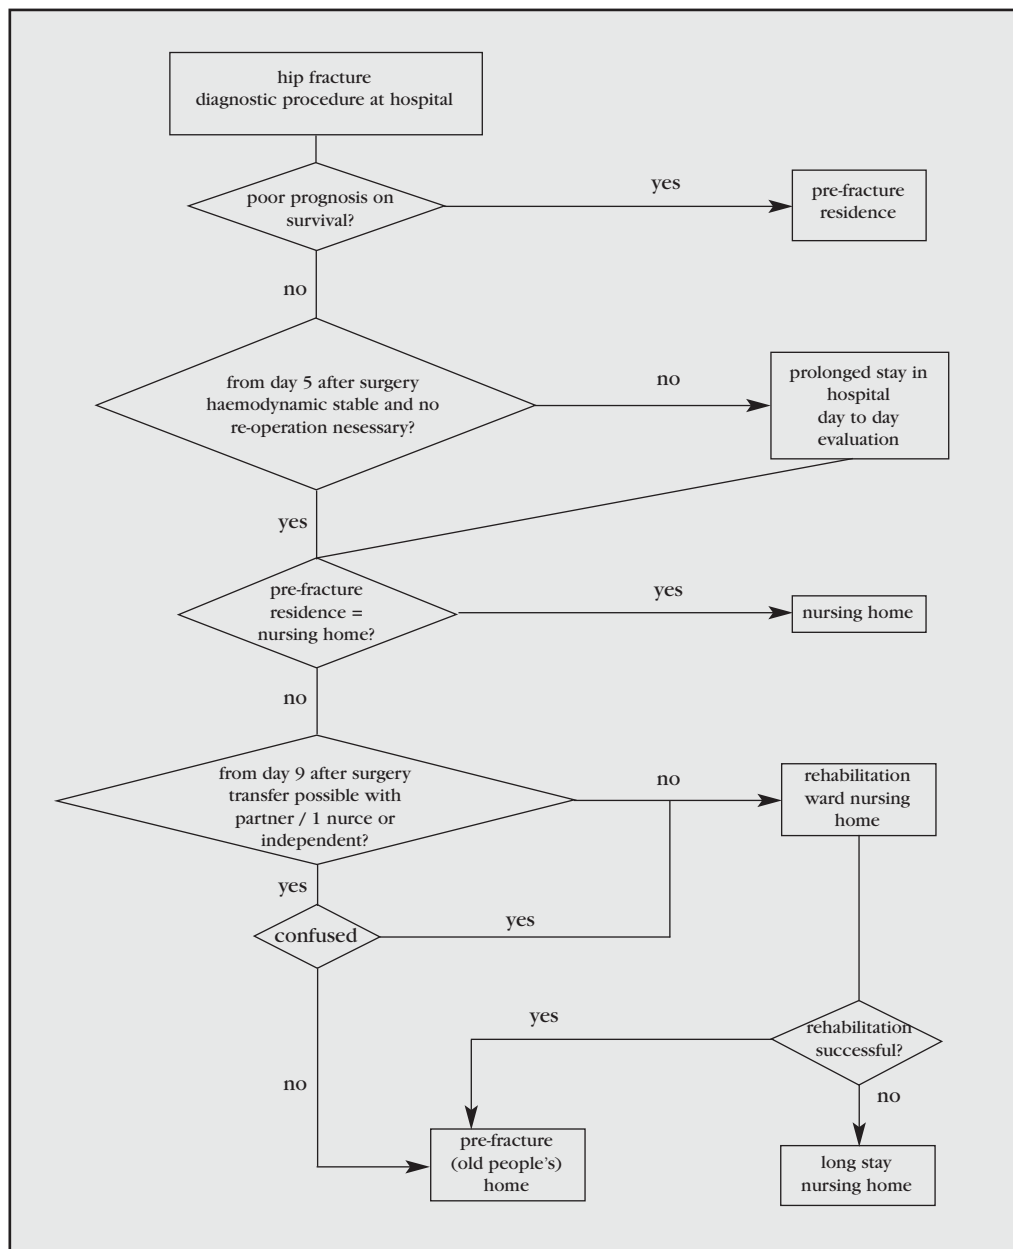 hip fracture
diagnostic procedure at hospital
poor prognosis on
survival?
yes
pre-fracture
residence
no
from day 5 after surgery
haemodynamic stable and no
re-operation nesessary?
no
prolonged stay in
hospital
day to day
evaluation
yes
pre-fracture
residence =
nursing home?
yes
nursing home
no
from day 9 after surgery
transfer possible with
partner / 1 nurce or
independent?
no
rehabilitation
ward nursing
home
yes
confused
yes
rehabilitation
successful?
yes
no
no
pre-fracture
(old people's)
home
long stay
nursing home